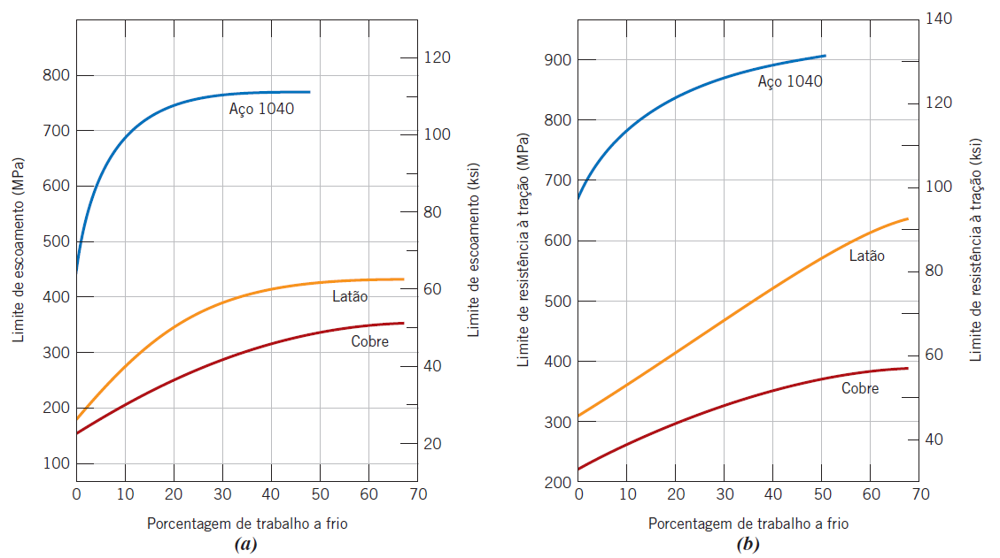 Limite de escoamento (MPa)
800
700
600
500
400
300
200
100
0 10 20 30 40 50 60 70
Porcentagem de trabalho a frio
(a)
Aço 1040
Latão
Cobre
120
100
80
60
40
20
Limite de escoamento (ksi)
Limite de resistência à tração (MPa)
900
800
700
600
500
400
300
200
0 10 20 30 40 50 60 70
Porcentagem de trabalho a frio
(b)
Aço 1040
Latão
Cobre
140
120
100
80
60
40
Limite de resistência à tração (ksi)